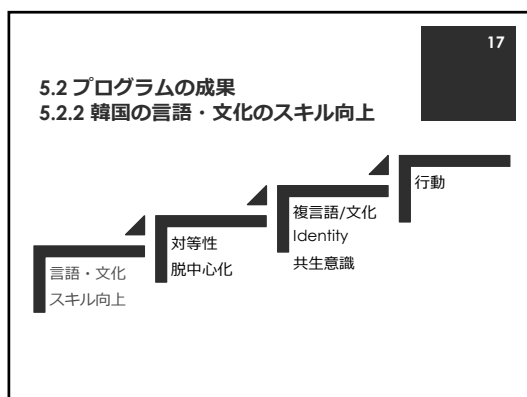 17
5.2 プログラムの成果
5.2.2 韓国の言語・文化のスキル向上
言語・文化
スキル向上
対等性
脱中心化
複言語/文化
Identity
共生意識
行動